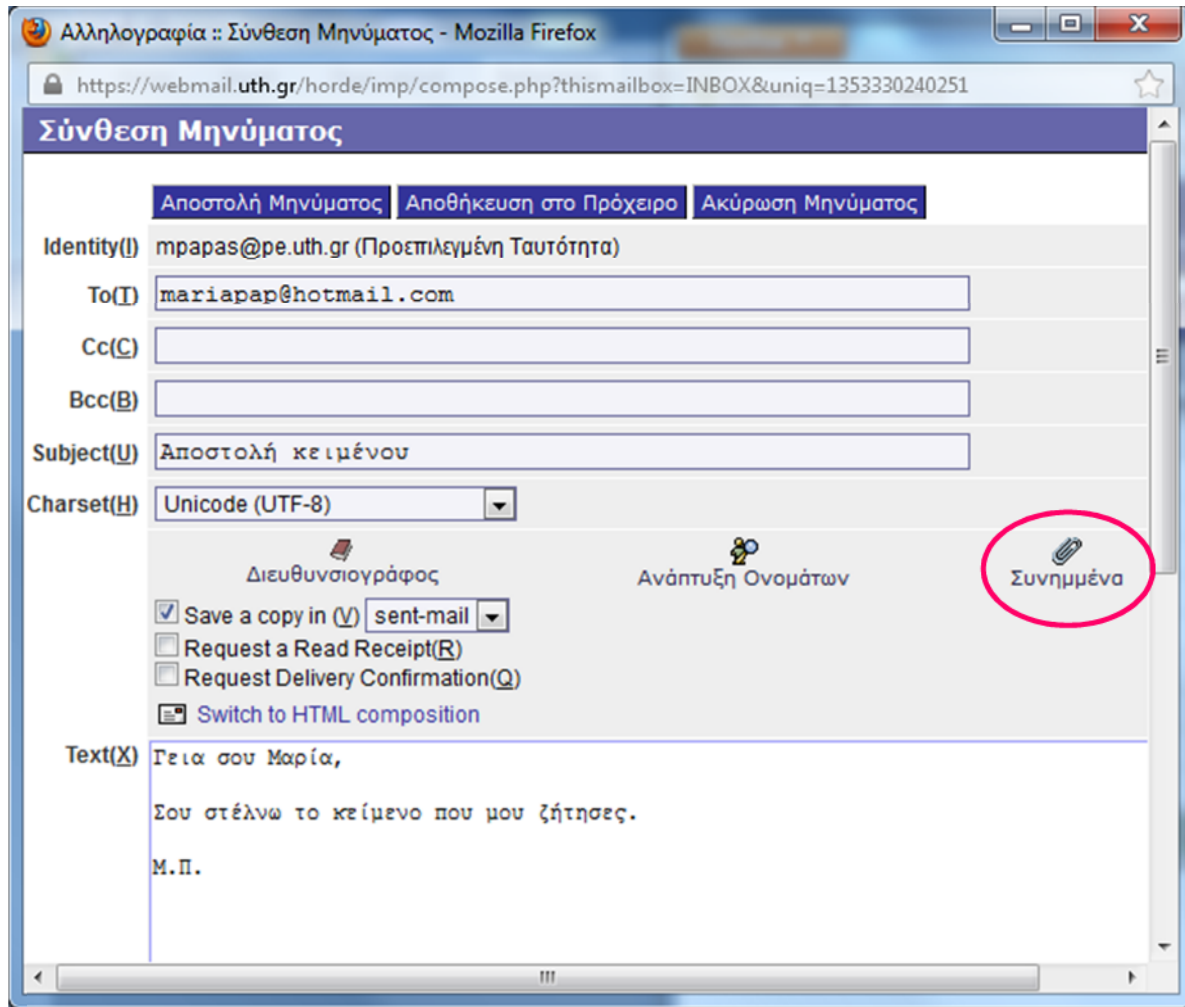 Αλληλογραφία :: Σύνθεση Μηνύματος - Mozilla Firefox
https://webmail.uth.gr/horde/imp/compose.php?thismailbox=INBOX&uniq=1353330240251
Σύνθεση Μηνύματος
Αποστολή Μηνύματος Αποθήκευση στο Πρόχειρο Ακύρωση Μηνύματος
Identity(I) mpapas@pe.uth.gr (Προεπιλεγμένη Ταυτότητα)
To(T) mariapap@hotmail.com
Cc(C)
Bcc(B)
Subject(U) Αποστολή κειμένου
Charset(H) Unicode (UTF-8)
Διευθυνσιογράφος Ανάπτυξη Ονομάτων Συνημμένα
Save a copy in (V) sent-mail
Request a Read Receipt(R)
Request Delivery Confirmation(Q)
Switch to HTML composition
Text(X) Γεια σου Μαρία,
Σου στέλνω το κείμενο που μου ζήτησες.
Μ.Π.